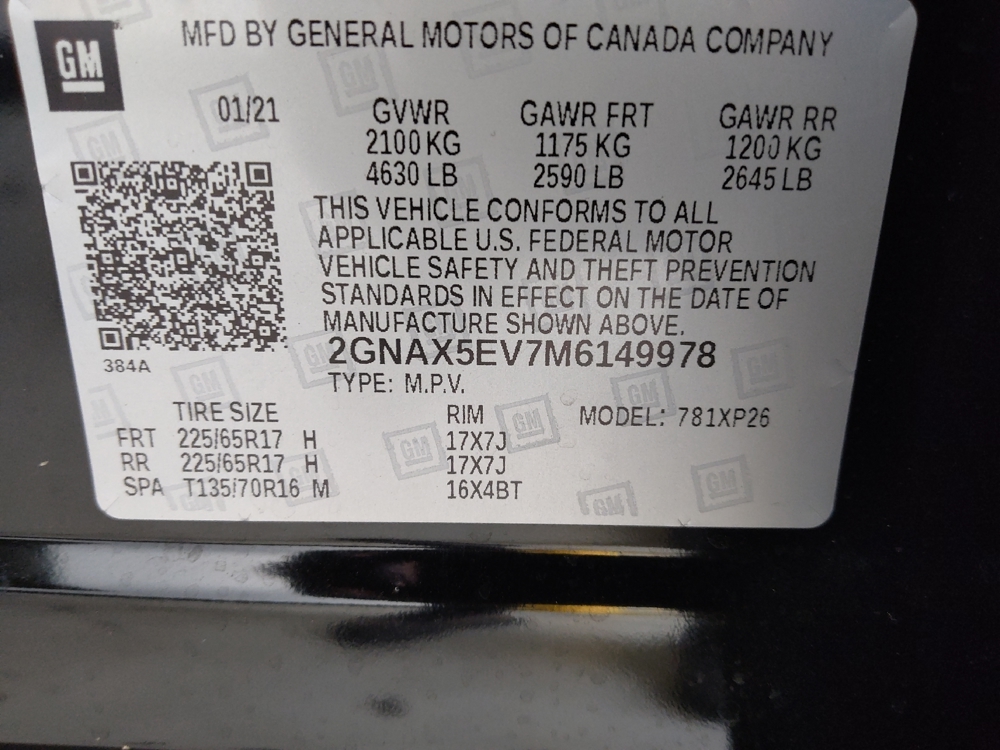 GM
MFD BY GENERAL MOTORS OF CANADA COMPANY
01/21 GVWR GAWR FRT GAWR RR
2100 KG 1175 KG 1200 KG
4630 LB 2590 LB 2645 LB
THIS VEHICLE CONFORMS TO ALL
APPLICABLE U.S. FEDERAL MOTOR
VEHICLE SAFETY AND THEFT PREVENTION
STANDARDS IN EFFECT ON THE DATE OF
MANUFACTURE SHOWN ABOVE.
2GNAX5EV7M6149978
384A
TYPE: M.P.V.
TIRE SIZE RIM MODEL: 781XP26
FRT 225/65R17 H 17X7J
RR 225/65R17 H 17X7J
SPA T135/70R16 M 16X4BT